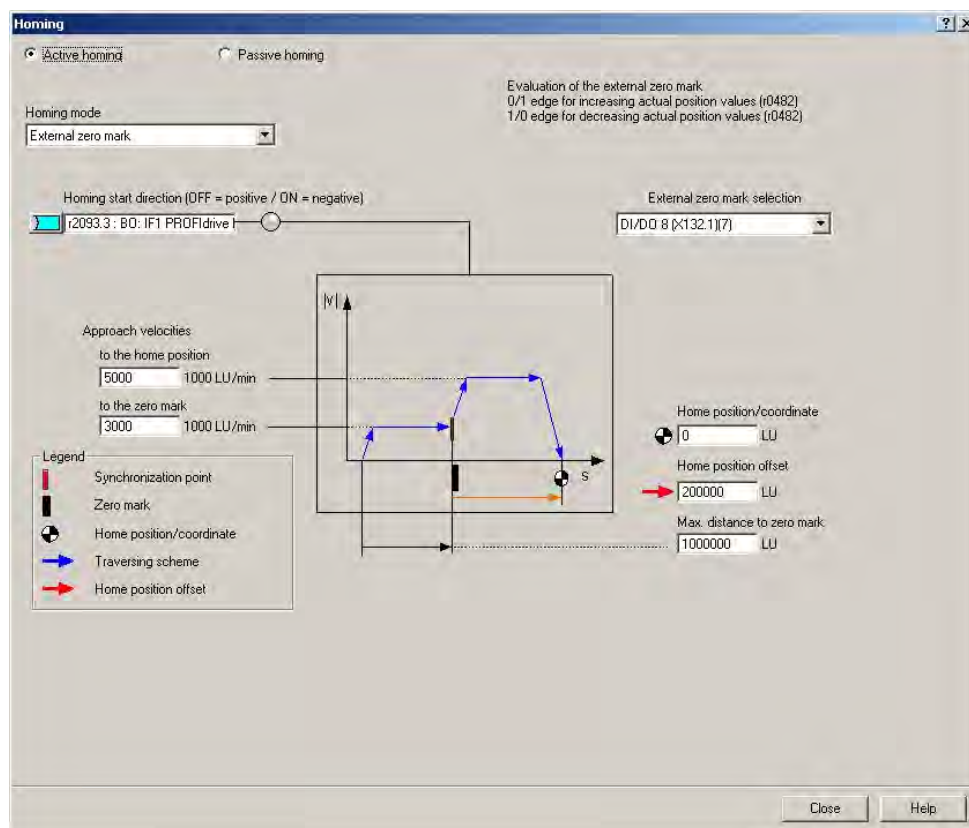 Homing
Active homing
Passive homing
Evaluation of the external zero mark
0/1 edge for increasing actual position values (r0482)
1/0 edge for decreasing actual position values (r0482)
Homing mode
External zero mark
Homing start direction (OFF = positive / ON = negative)
r2093.3 : BO: IF1 PROFIdrive
External zero mark selection
DI/DO 8 (X132.1)(7)
|v|
Approach velocities
to the home position
5000 1000 LU/min
to the zero mark
3000 1000 LU/min
s
Home position/coordinate
0 LU
Home position offset
200000 LU
Max. distance to zero mark
1000000 LU
Legend
Synchronization point
Zero mark
Home position/coordinate
Traversing scheme
Home position offset
Close
Help